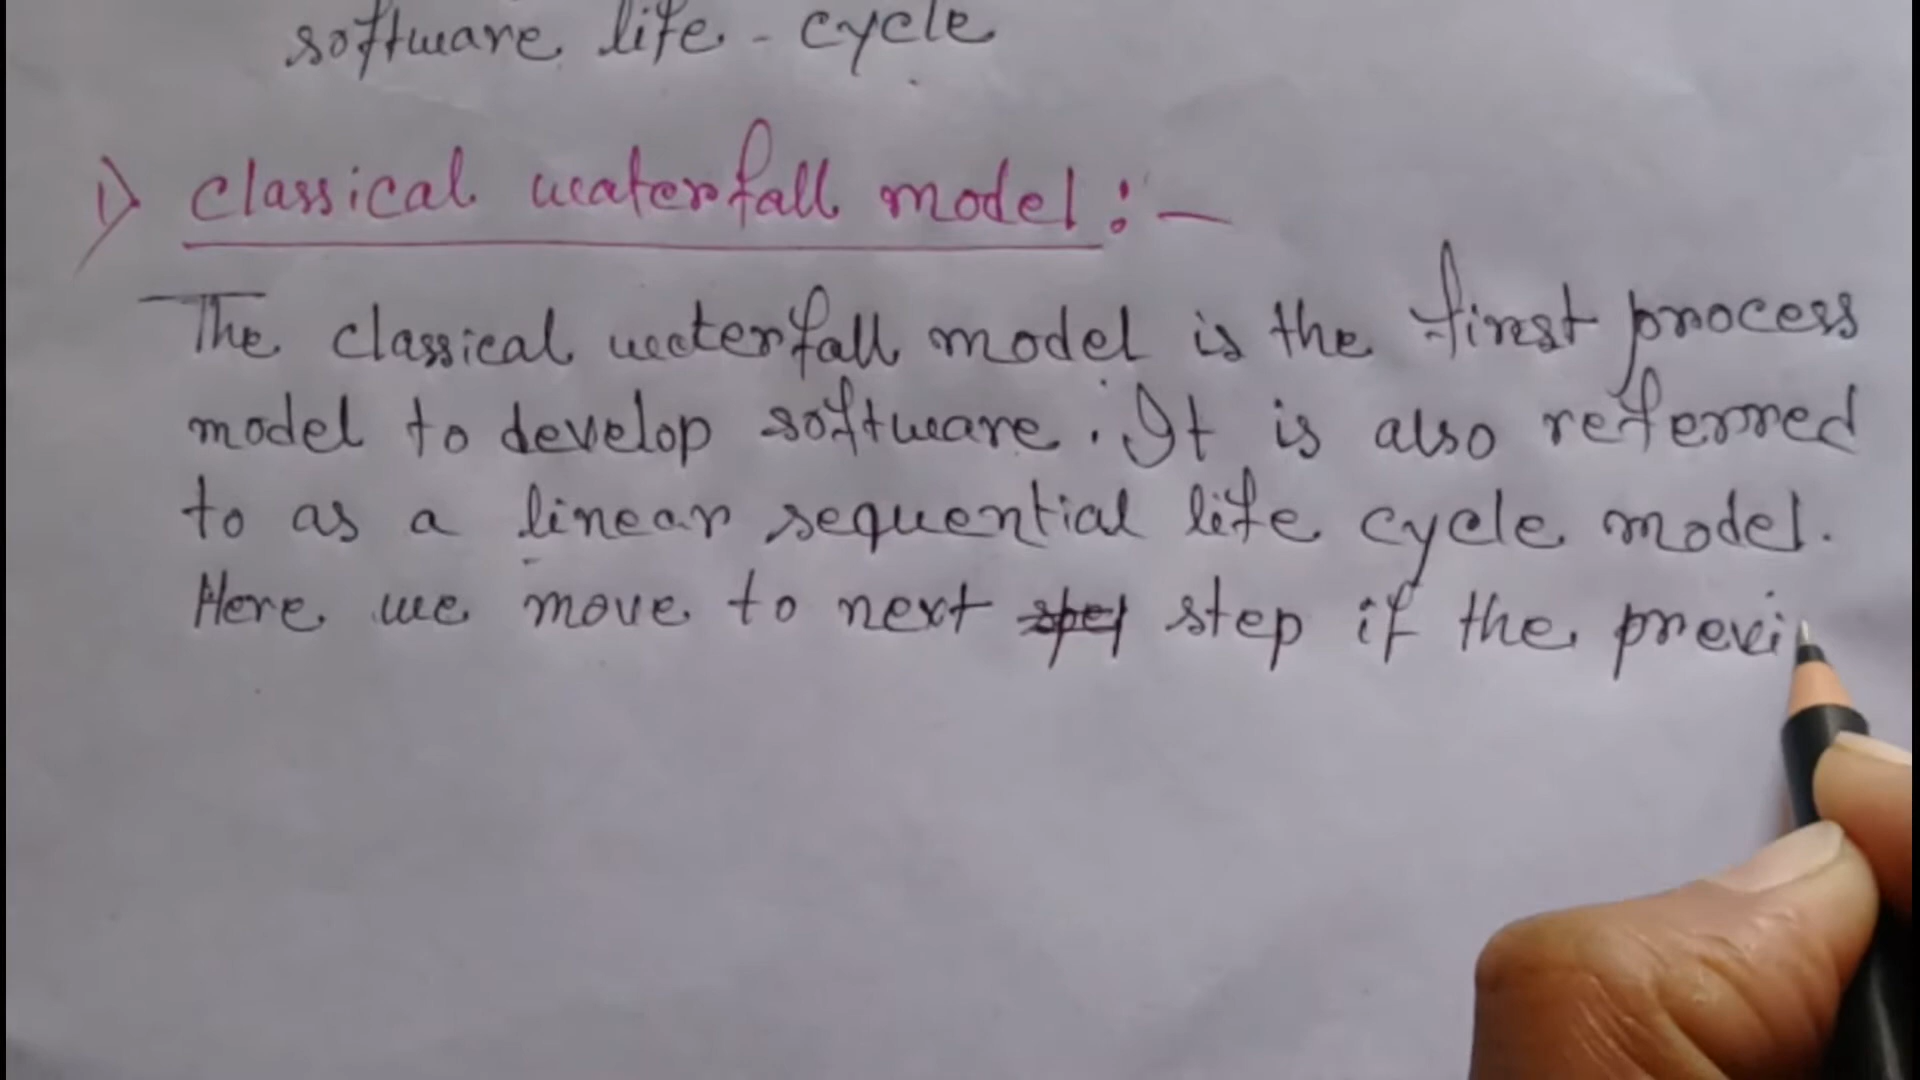 software life-cycle
1) classical waterfall model :-
The classical waterfall model is the first process
model to develop software. It is also referred
to as a linear sequential life cycle model.
Here we move to next step if the previ